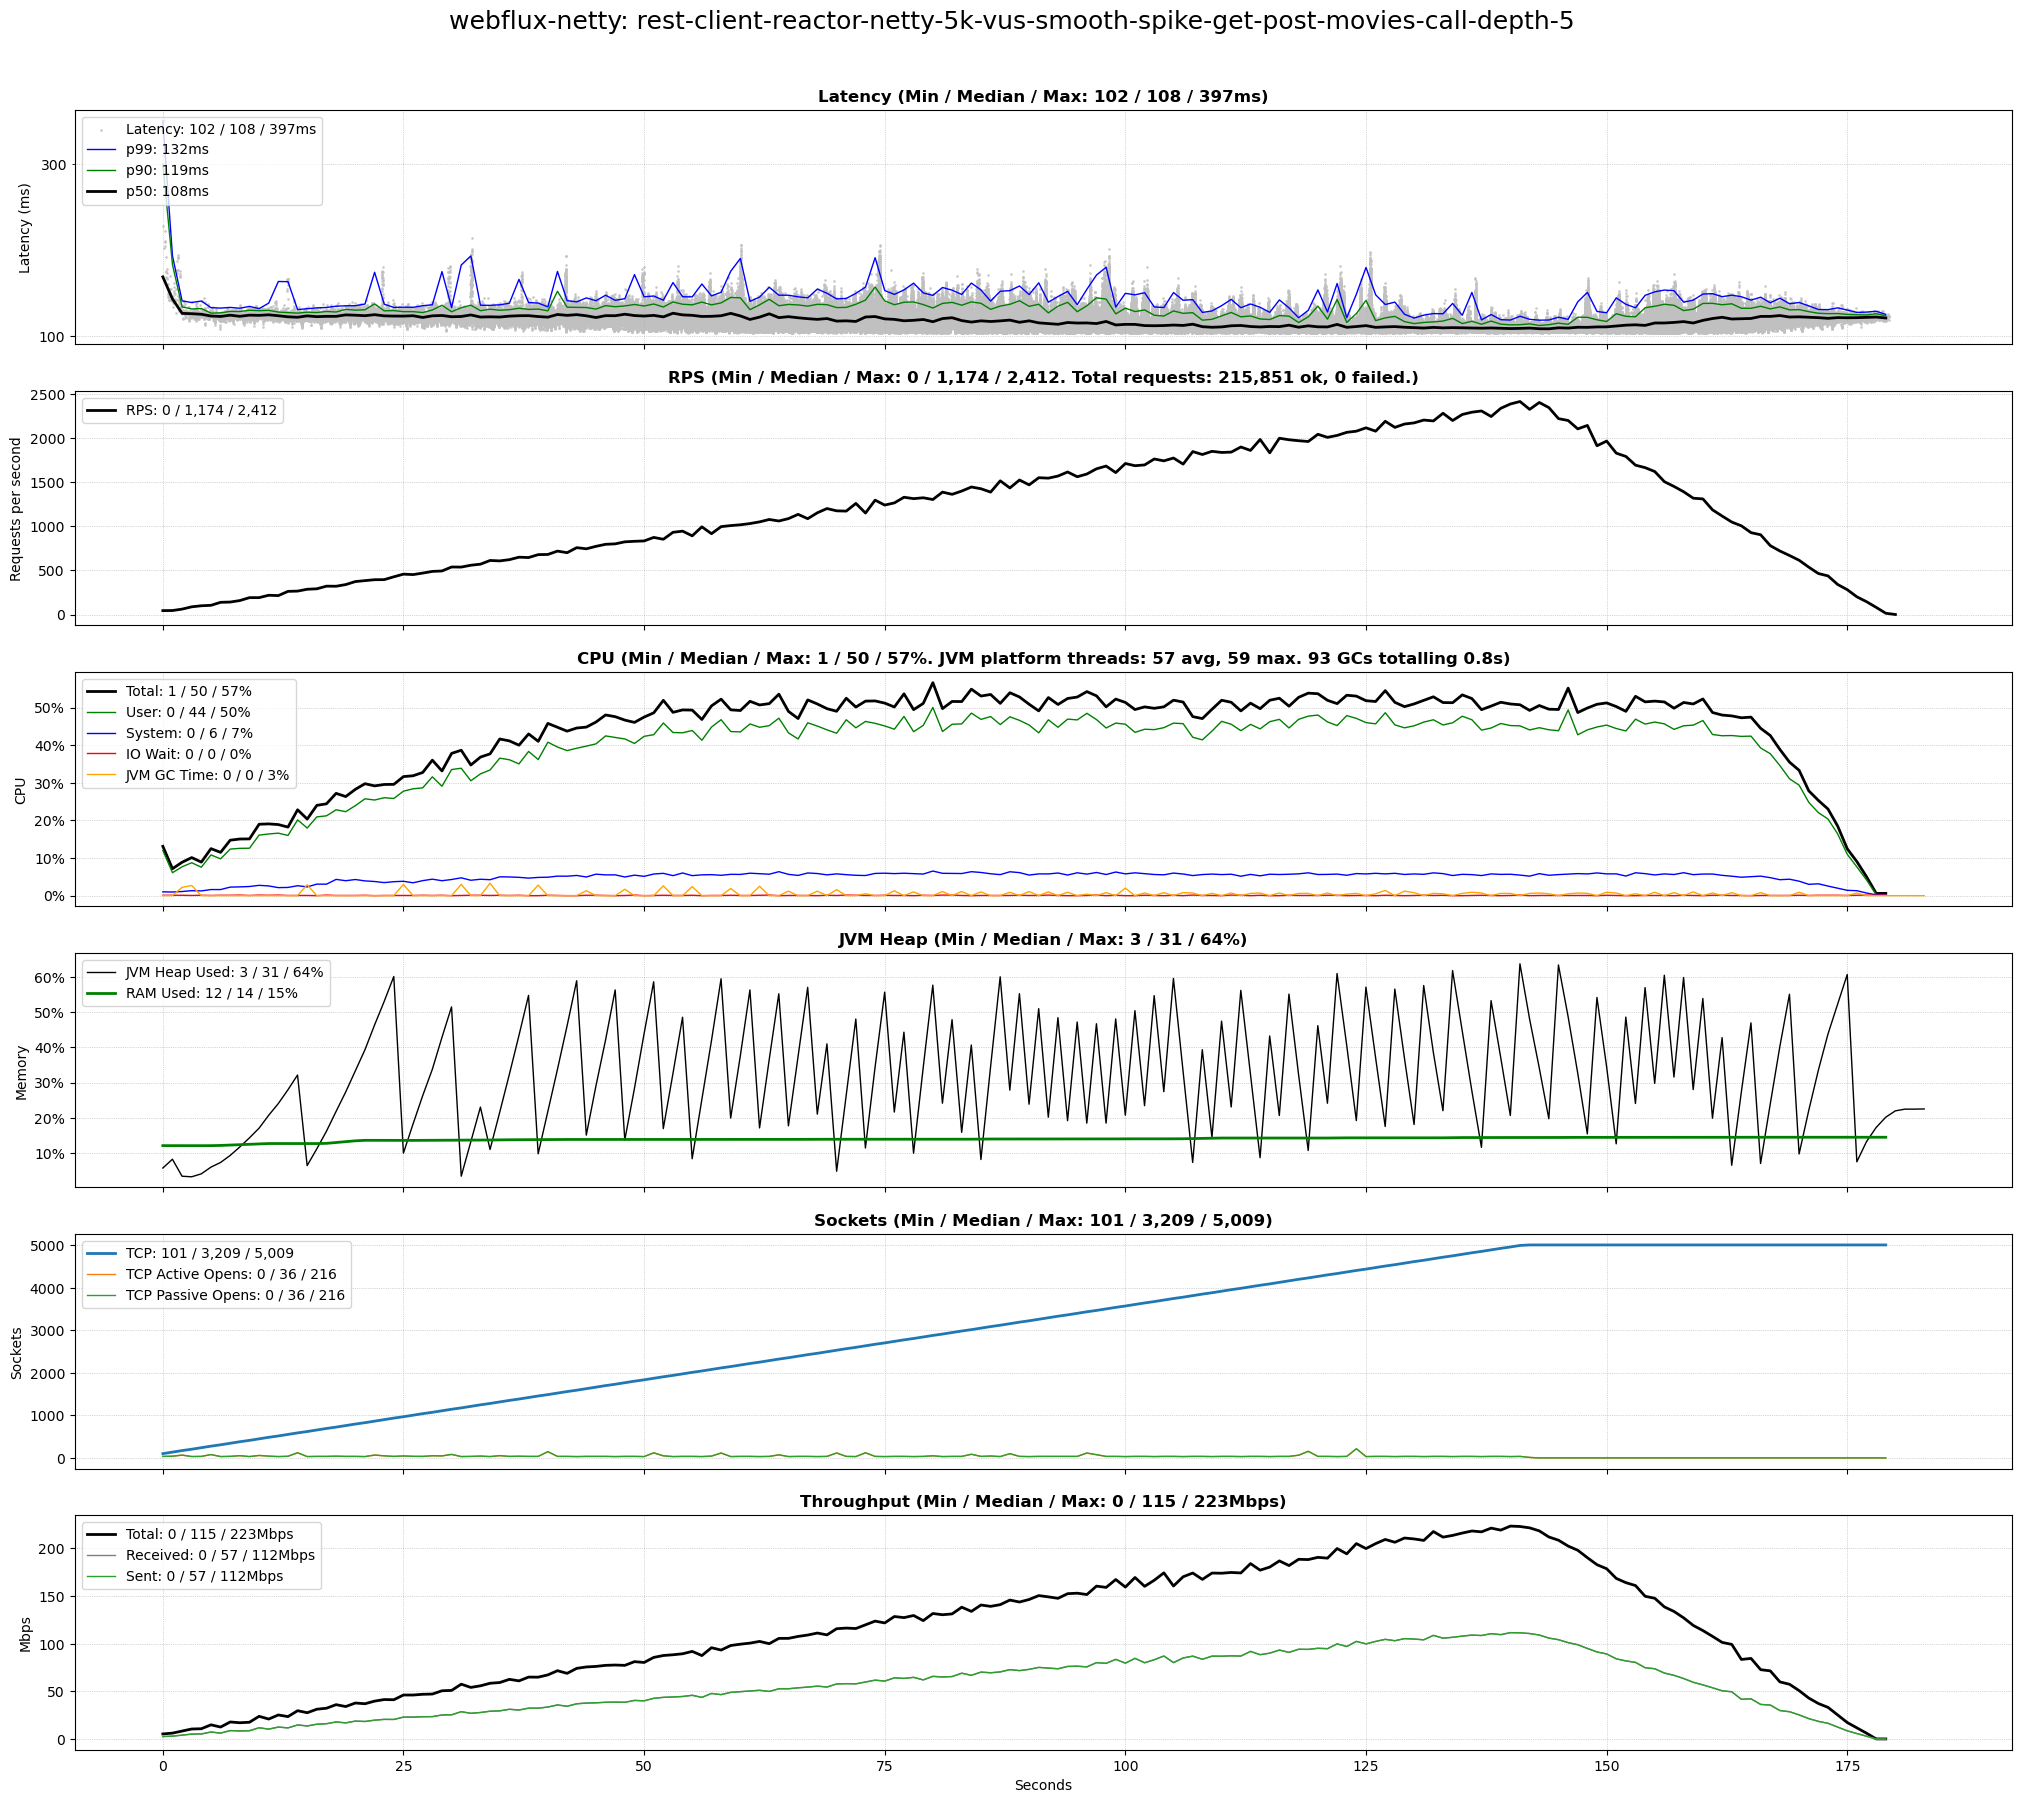 webflux-netty: rest-client-reactor-netty-5k-vus-smooth-spike-get-post-movies-call-depth-5
Latency (Min / Median / Max: 102 / 108 / 397ms)
Latency: 102 / 108 / 397ms
p99: 132ms
p90: 119ms
p50: 108ms
300
100
Latency (ms)
RPS (Min / Median / Max: 0 / 1,174 / 2,412. Total requests: 215,851 ok, 0 failed.)
RPS: 0 / 1,174 / 2,412
2500
2000
1500
1000
500
0
Requests per second
CPU (Min / Median / Max: 1 / 50 / 57%. JVM platform threads: 57 avg, 59 max. 93 GCs totalling 0.8s)
Total: 1 / 50 / 57%
User: 0 / 44 / 50%
System: 0 / 6 / 7%
IO Wait: 0 / 0 / 0%
JVM GC Time: 0 / 0 / 3%
50%
40%
30%
20%
10%
0%
CPU
JVM Heap (Min / Median / Max: 3 / 31 / 64%)
JVM Heap Used: 3 / 31 / 64%
RAM Used: 12 / 14 / 15%
60%
50%
40%
30%
20%
10%
Memory
Sockets (Min / Median / Max: 101 / 3,209 / 5,009)
TCP: 101 / 3,209 / 5,009
TCP Active Opens: 0 / 36 / 216
TCP Passive Opens: 0 / 36 / 216
5000
4000
3000
2000
1000
0
Sockets
Throughput (Min / Median / Max: 0 / 115 / 223Mbps)
Total: 0 / 115 / 223Mbps
Received: 0 / 57 / 112Mbps
Sent: 0 / 57 / 112Mbps
200
150
100
50
0
Mbps
0 25 50 75 100 125 150 175
Seconds